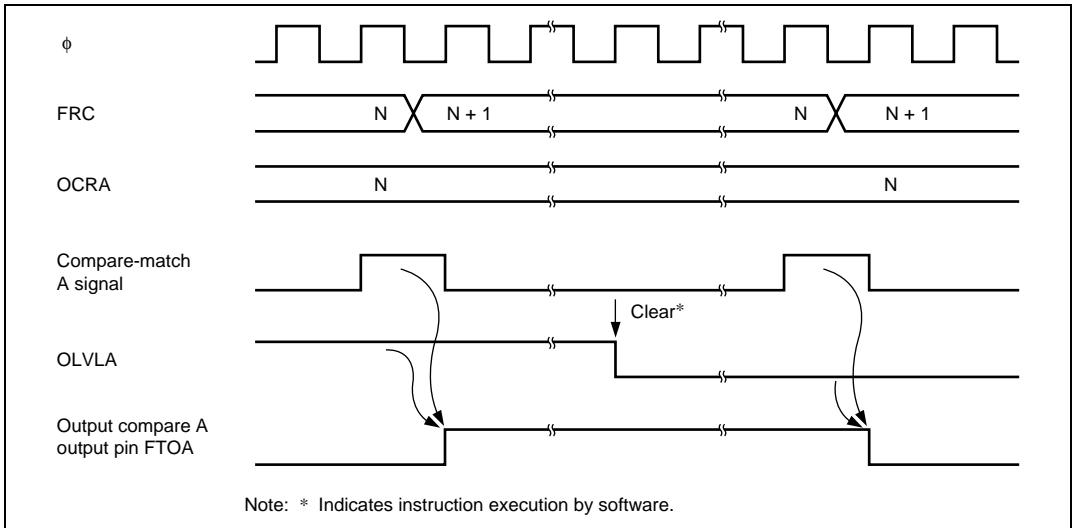 ϕ
FRC
N
N + 1
N
N + 1
OCRA
N
N
Compare-match
A signal
Clear*
OLVLA
Output compare A
output pin FTOA
Note: * Indicates instruction execution by software.